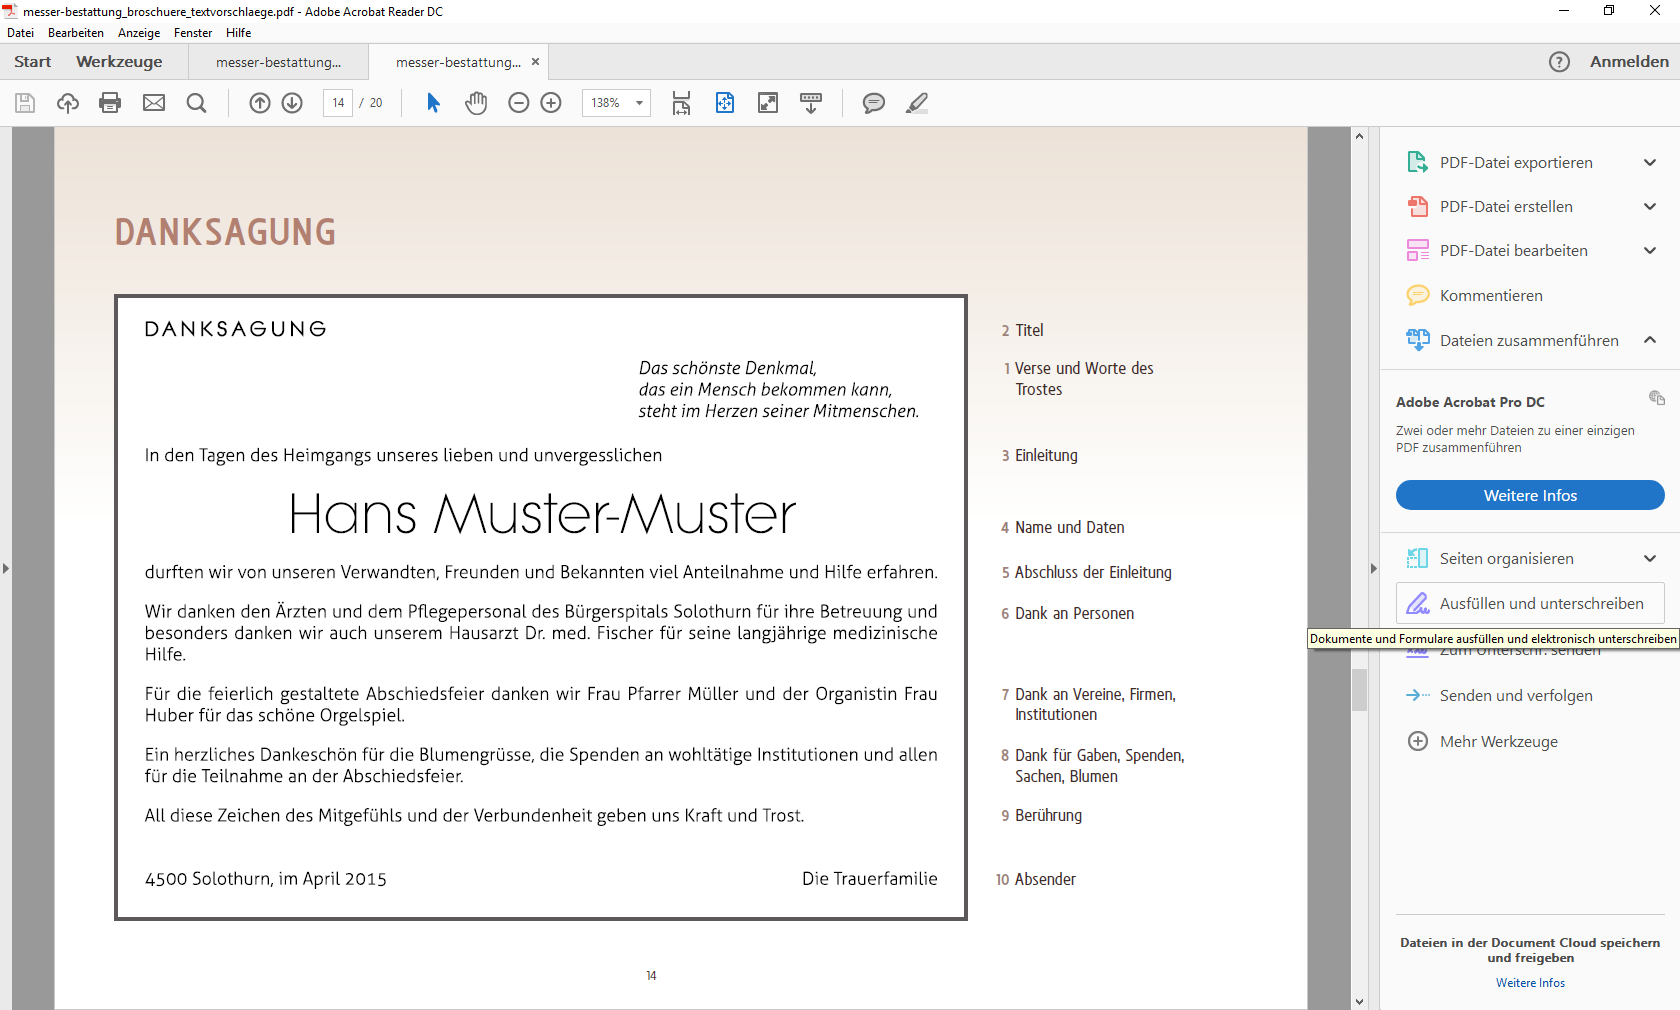 messer-bestattung_broschuere_textvorschlaege.pdf - Adobe Acrobat Reader DC
Datei Bearbeiten Anzeige Fenster Hilfe
Start Werkzeuge messer-bestattung... messer-bestattung... × ? Anmelden
14 / 20 138%
DANKSAGUNG
DANKSAGUNG
2 Titel
Das schönste Denkmal,
das ein Mensch bekommen kann,
steht im Herzen seiner Mitmenschen.
1 Verse und Worte des
Trostes
In den Tagen des Heimgangs unseres lieben und unvergesslichen
3 Einleitung
Hans Muster-Muster
4 Name und Daten
durften wir von unseren Verwandten, Freunden und Bekannten viel Anteilnahme und Hilfe erfahren.
5 Abschluss der Einleitung
Wir danken den Ärzten und dem Pflegepersonal des Bürgerspitals Solothurn für ihre Betreuung und
besonders danken wir auch unserem Hausarzt Dr. med. Fischer für seine langjährige medizinische
Hilfe.
6 Dank an Personen
Für die feierlich gestaltete Abschiedsfeier danken wir Frau Pfarrer Müller und der Organistin Frau
Huber für das schöne Orgelspiel.
7 Dank an Vereine, Firmen,
Institutionen
Ein herzliches Dankeschön für die Blumengrüsse, die Spenden an wohltätige Institutionen und allen
für die Teilnahme an der Abschiedsfeier.
8 Dank für Gaben, Spenden,
Sachen, Blumen
All diese Zeichen des Mitgefühls und der Verbundenheit geben uns Kraft und Trost.
9 Berührung
4500 Solothurn, im April 2015
Die Trauerfamilie
10 Absender
14
PDF-Datei exportieren
PDF-Datei erstellen
PDF-Datei bearbeiten
Kommentieren
Dateien zusammenführen
Adobe Acrobat Pro DC
Zwei oder mehr Dateien zu einer einzigen
PDF zusammenführen
Weitere Infos
Seiten organisieren
Ausfüllen und unterschreiben
Dokumente und Formulare ausfüllen und elektronisch unterschreiben
Zum Unterschr. senden
Senden und verfolgen
Mehr Werkzeuge
Dateien in der Document Cloud speichern
und freigeben
Weitere Infos